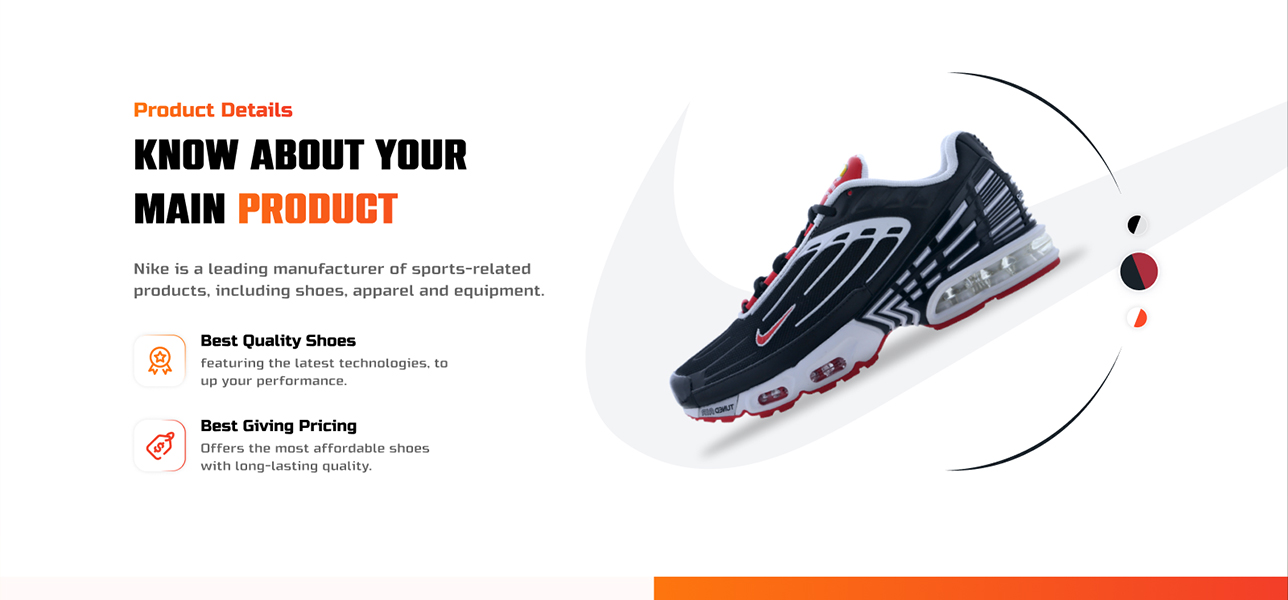 Product Details
KNOW ABOUT YOUR
MAIN PRODUCT
Nike is a leading manufacturer of sports-related
products, including shoes, apparel and equipment.
Best Quality Shoes
featuring the latest technologies, to
up your performance.
Best Giving Pricing
Offers the most affordable shoes
with long-lasting quality.